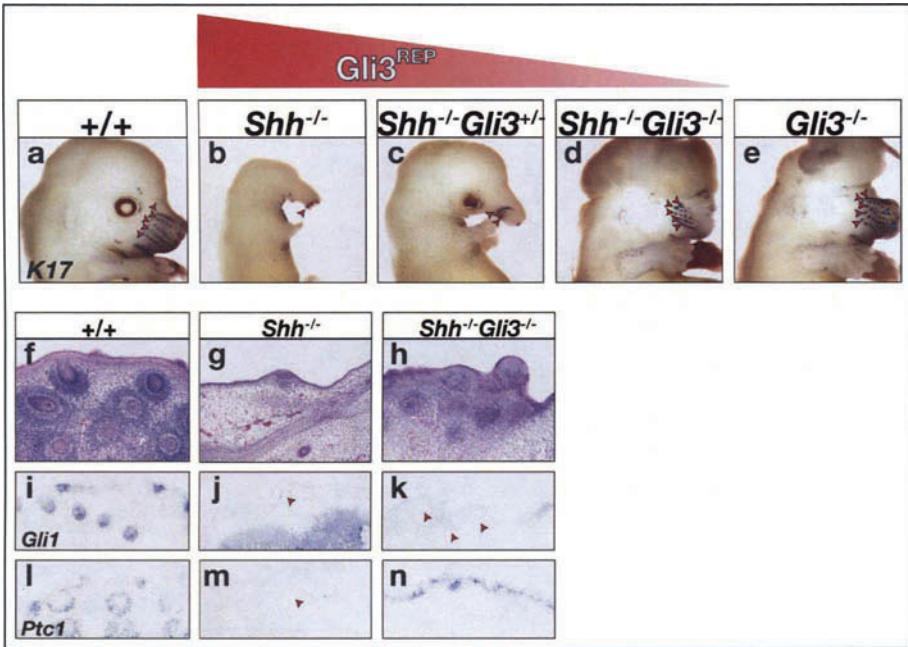 Gli3REP
+/+ Shh-/- Shh-/-Gli3+/- Shh-/-Gli3-/- Gli3-/-
a b c d e
K17
+/+ Shh-/- Shh-/-Gli3-/-
f g h
i j k
Gli1
l m n
Ptc1